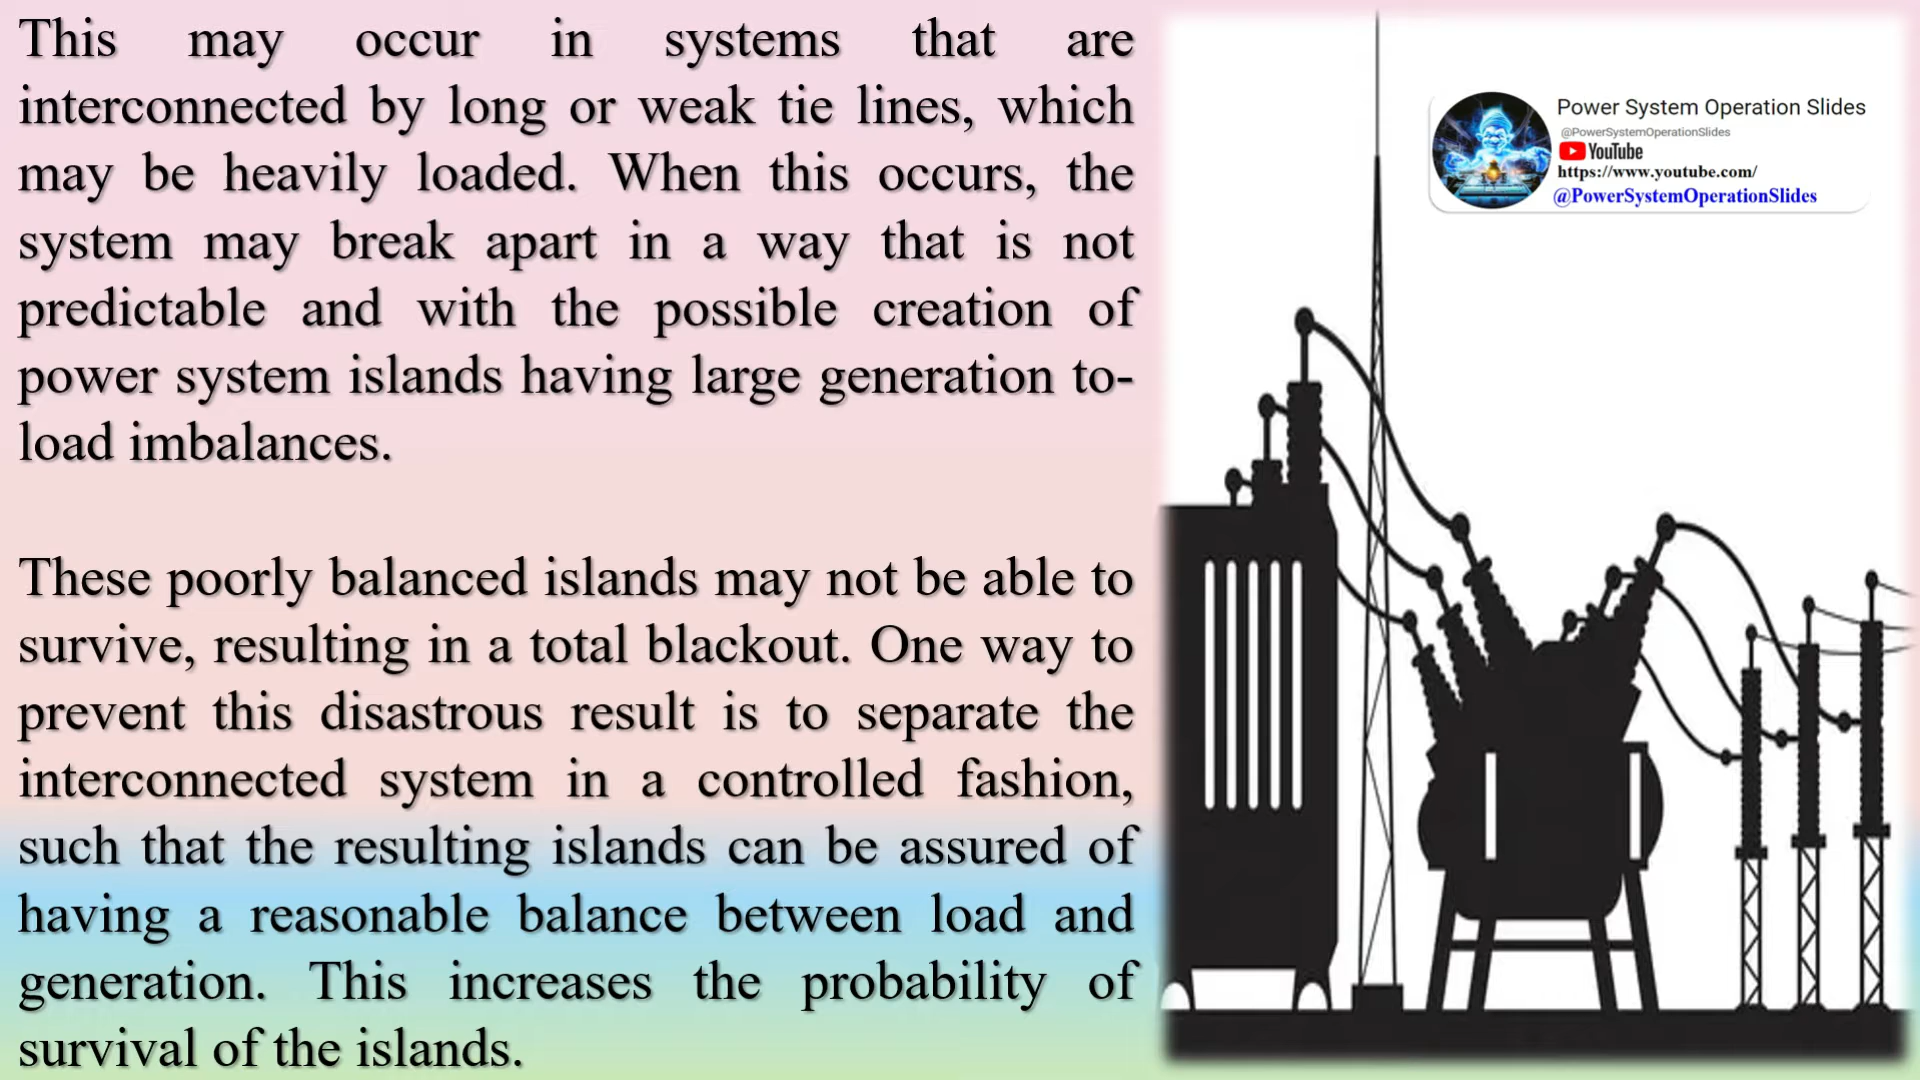 This may occur in systems that are
interconnected by long or weak tie lines, which
may be heavily loaded. When this occurs, the
system may break apart in a way that is not
predictable and with the possible creation of
power system islands having large generation to-
load imbalances.
These poorly balanced islands may not be able to
survive, resulting in a total blackout. One way to
prevent this disastrous result is to separate the
interconnected system in a controlled fashion,
such that the resulting islands can be assured of
having a reasonable balance between load and
generation. This increases the probability of
survival of the islands.
Power System Operation Slides
@PowerSystemOperationSlides
YouTube
https://www.youtube.com/
@PowerSystemOperationSlides